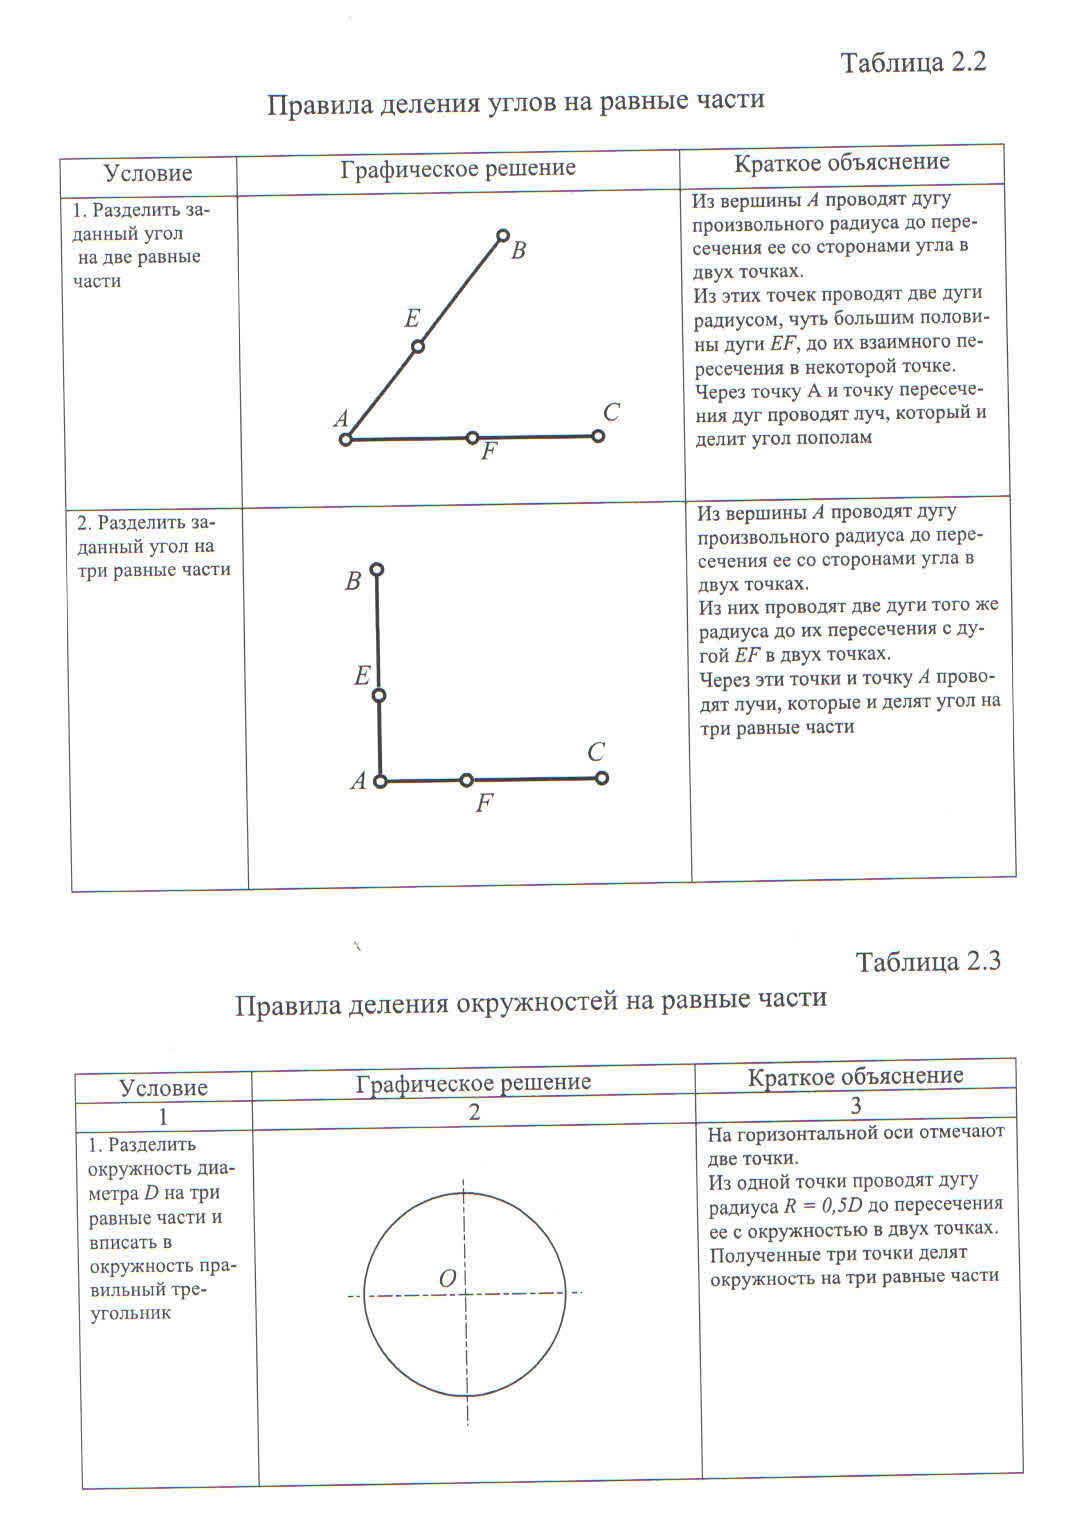 Таблица 2.2
Правила деления углов на равные части
Условие
Графическое решение
Краткое объяснение
1. Разделить за-
данный угол
на две равные
части
B
E
A
C
F
Из вершины A проводят дугу
произвольного радиуса до пере-
сечения ее со сторонами угла в
двух точках.
Из этих точек проводят две дуги
радиусом, чуть большим полови-
ны дуги EF, до их взаимного пе-
ресечения в некоторой точке.
Через точку А и точку пересече-
ния дуг проводят луч, который и
делит угол пополам
2. Разделить за-
данный угол на
три равные части
B
E
A
C
F
Из вершины A проводят дугу
произвольного радиуса до пере-
сечения ее со сторонами угла в
двух точках.
Из них проводят две дуги того же
радиуса до их пересечения с ду-
гой EF в двух точках.
Через эти точки и точку A прово-
дят лучи, которые и делят угол на
три равные части
Таблица 2.3
Правила деления окружностей на равные части
Условие
Графическое решение
Краткое объяснение
1
2
3
1. Разделить
окружность диа-
метра D на три
равные части и
вписать в
окружность пра-
вильный тре-
угольник
O
На горизонтальной оси отмечают
две точки.
Из одной точки проводят дугу
радиуса R = 0,5D до пересечения
ее с окружностью в двух точках.
Полученные три точки делят
окружность на три равные части